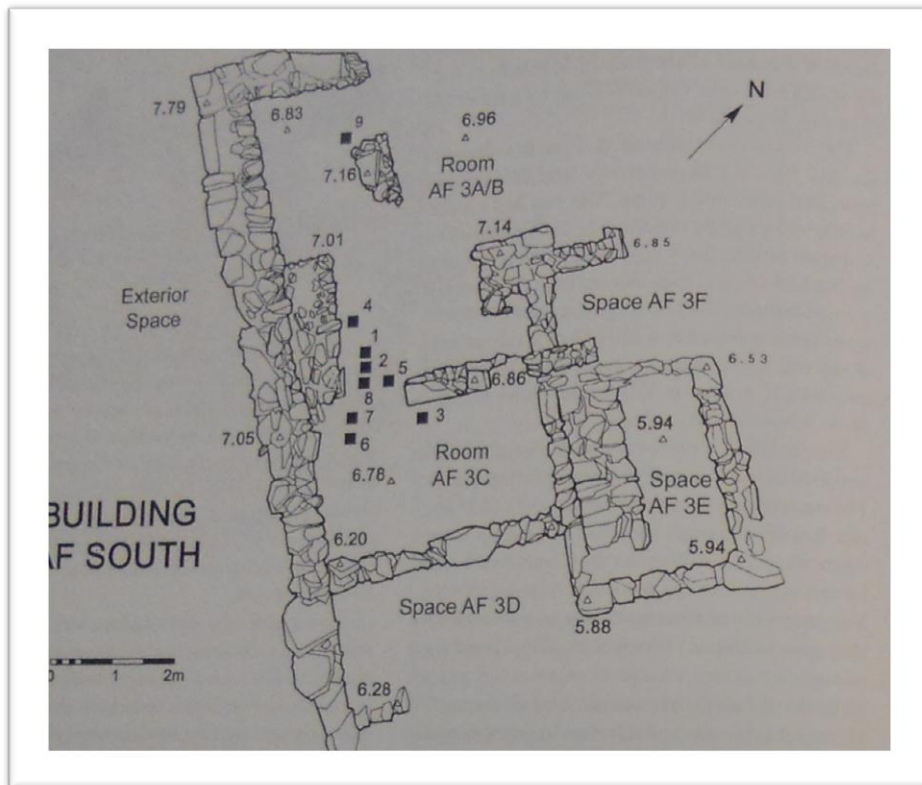 N
7.79
6.83
9
6.96
7.16
Room
AF 3A/B
7.01
7.14
6.85
Exterior
Space
Space AF 3F
4
1
2
5
8
6.86
6.53
7
3
7.05
6
5.94
Room
AF 3C
6.78
Space
AF 3E
BUILDING
AF SOUTH
6.20
5.94
Space AF 3D
5.88
0 1 2m
6.28